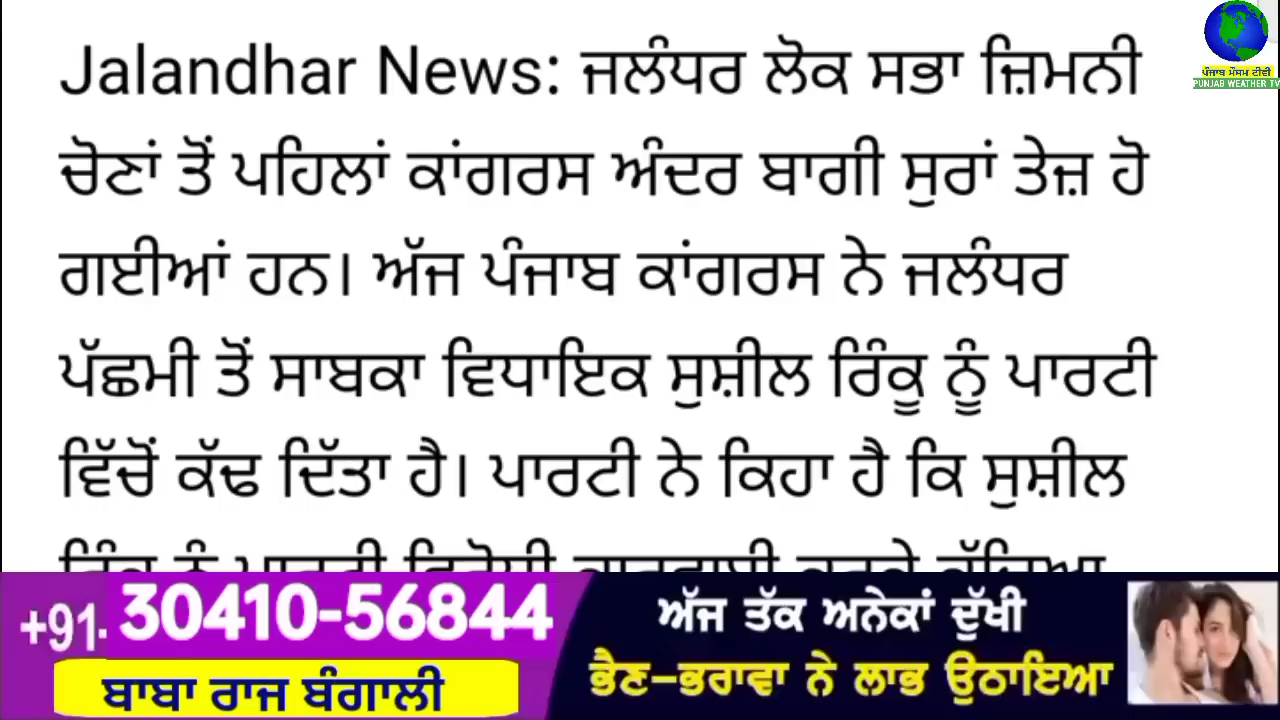 Jalandhar News: ਜਲੰਧਰ ਲੋਕ ਸਭਾ ਜ਼ਿਮਨੀ
ਚੋਣਾਂ ਤੋਂ ਪਹਿਲਾਂ ਕਾਂਗਰਸ ਅੰਦਰ ਬਾਗੀ ਸੁਰਾਂ ਤੇਜ਼ ਹੋ
ਗਈਆਂ ਹਨ। ਅੱਜ ਪੰਜਾਬ ਕਾਂਗਰਸ ਨੇ ਜਲੰਧਰ
ਪੱਛਮੀ ਤੋਂ ਸਾਬਕਾ ਵਿਧਾਇਕ ਸੁਸ਼ੀਲ ਰਿੰਕੂ ਨੂੰ ਪਾਰਟੀ
ਵਿੱਚੋਂ ਕੱਢ ਦਿੱਤਾ ਹੈ। ਪਾਰਟੀ ਨੇ ਕਿਹਾ ਹੈ ਕਿ ਸੁਸ਼ੀਲ
ਪੰਜਾਬ ਮੌਸਮ ਟੀਵੀ
PUNJAB WEATHER TV
+91-30410-56844
ਬਾਬਾ ਰਾਜ ਬੰਗਾਲੀ
ਅੱਜ ਤੱਕ ਅਨੇਕਾਂ ਦੁੱਖੀ
ਭੈਣ-ਭਰਾਵਾ ਨੇ ਲਾਭ ਉਠਾਇਆ